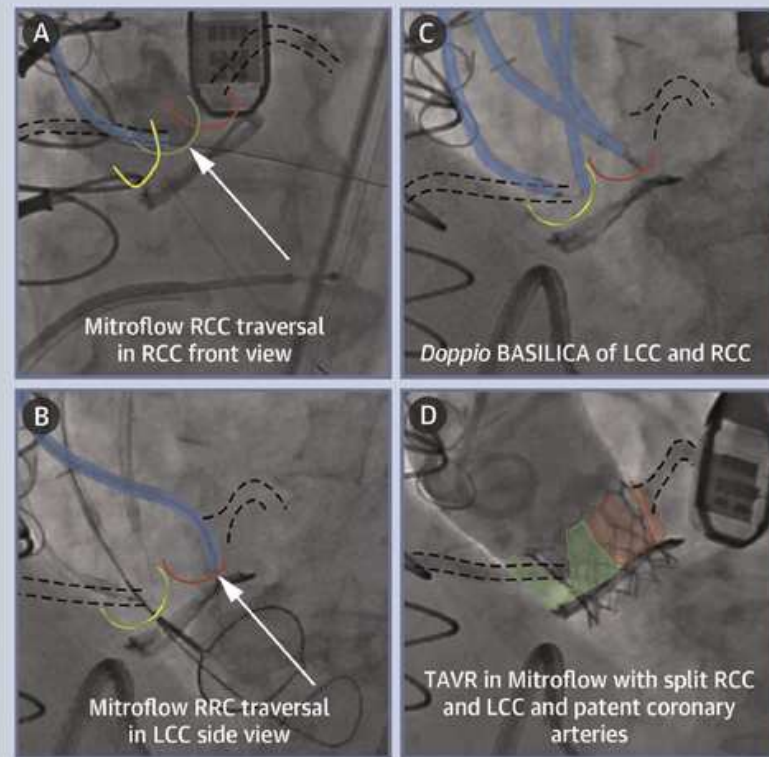 A
Mitroflow RCC traversal
in RCC front view
B
Mitroflow RRC traversal
in LCC side view
C
Doppio BASILICA of LCC and RCC
D
TAVR in Mitroflow with split RCC
and LCC and patent coronary
arteries